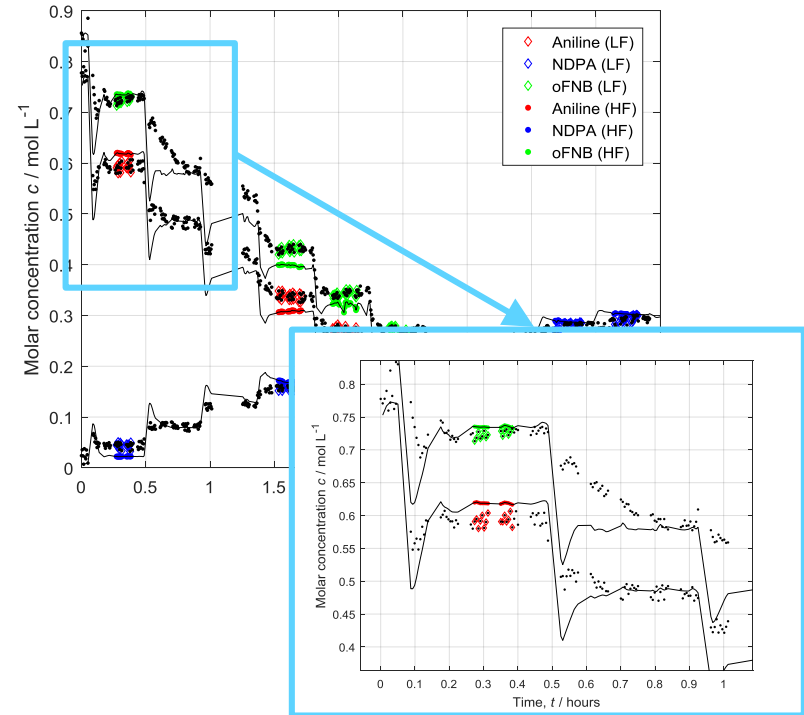 0.9
0.8
0.7
0.6
0.5
0.4
0.3
0.2
0.1
0
Molar concentration c / mol L-1
0 0.5 1 1.5
Aniline (LF)
NDPA (LF)
oFNB (LF)
Aniline (HF)
NDPA (HF)
oFNB (HF)
0.8
0.75
0.7
0.65
0.6
0.55
0.5
0.45
0.4
Molar concentration c / mol L-1
0 0.1 0.2 0.3 0.4 0.5 0.6 0.7 0.8 0.9 1
Time, t / hours